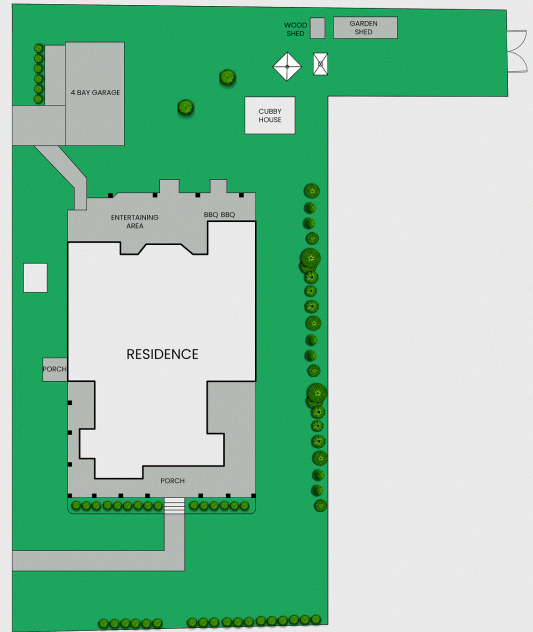 WOOD
SHED
GARDEN
SHED
4 BAY GARAGE
CUBBY
HOUSE
ENTERTAINING
AREA
BBQ BBQ
RESIDENCE
PORCH
PORCH